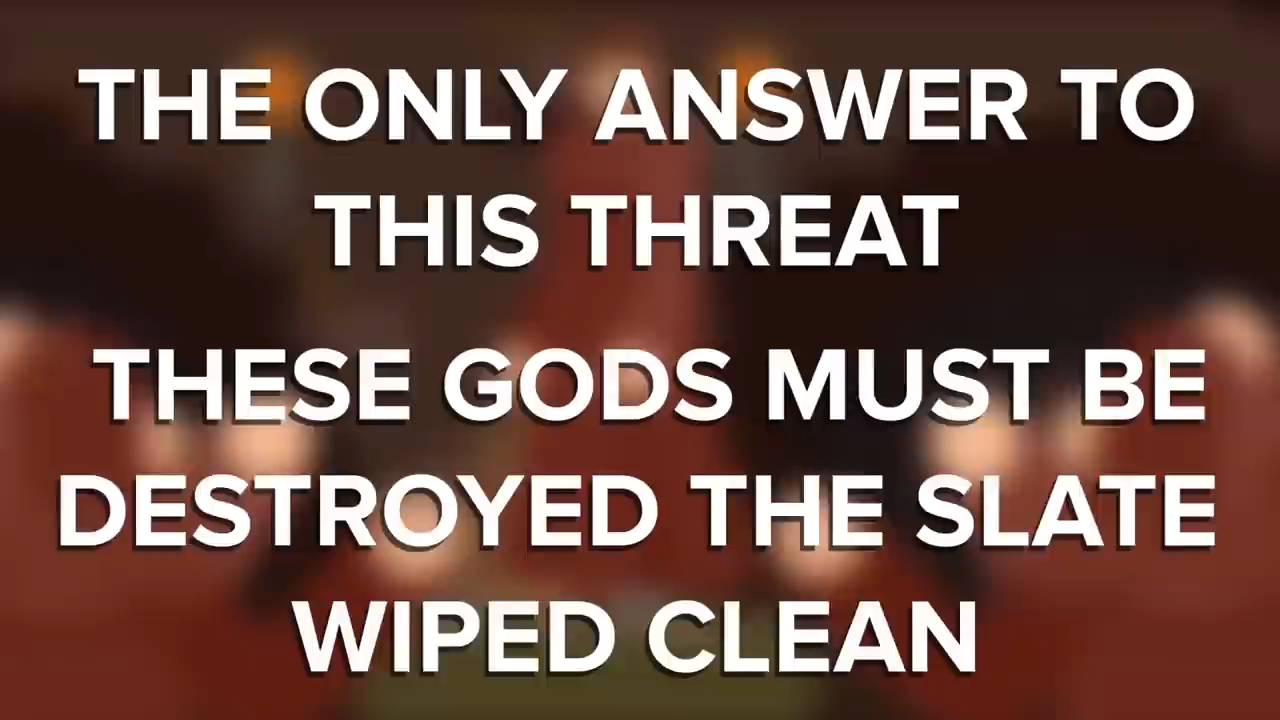 THE ONLY ANSWER TO
THIS THREAT
THESE GODS MUST BE
DESTROYED THE SLATE
WIPED CLEAN